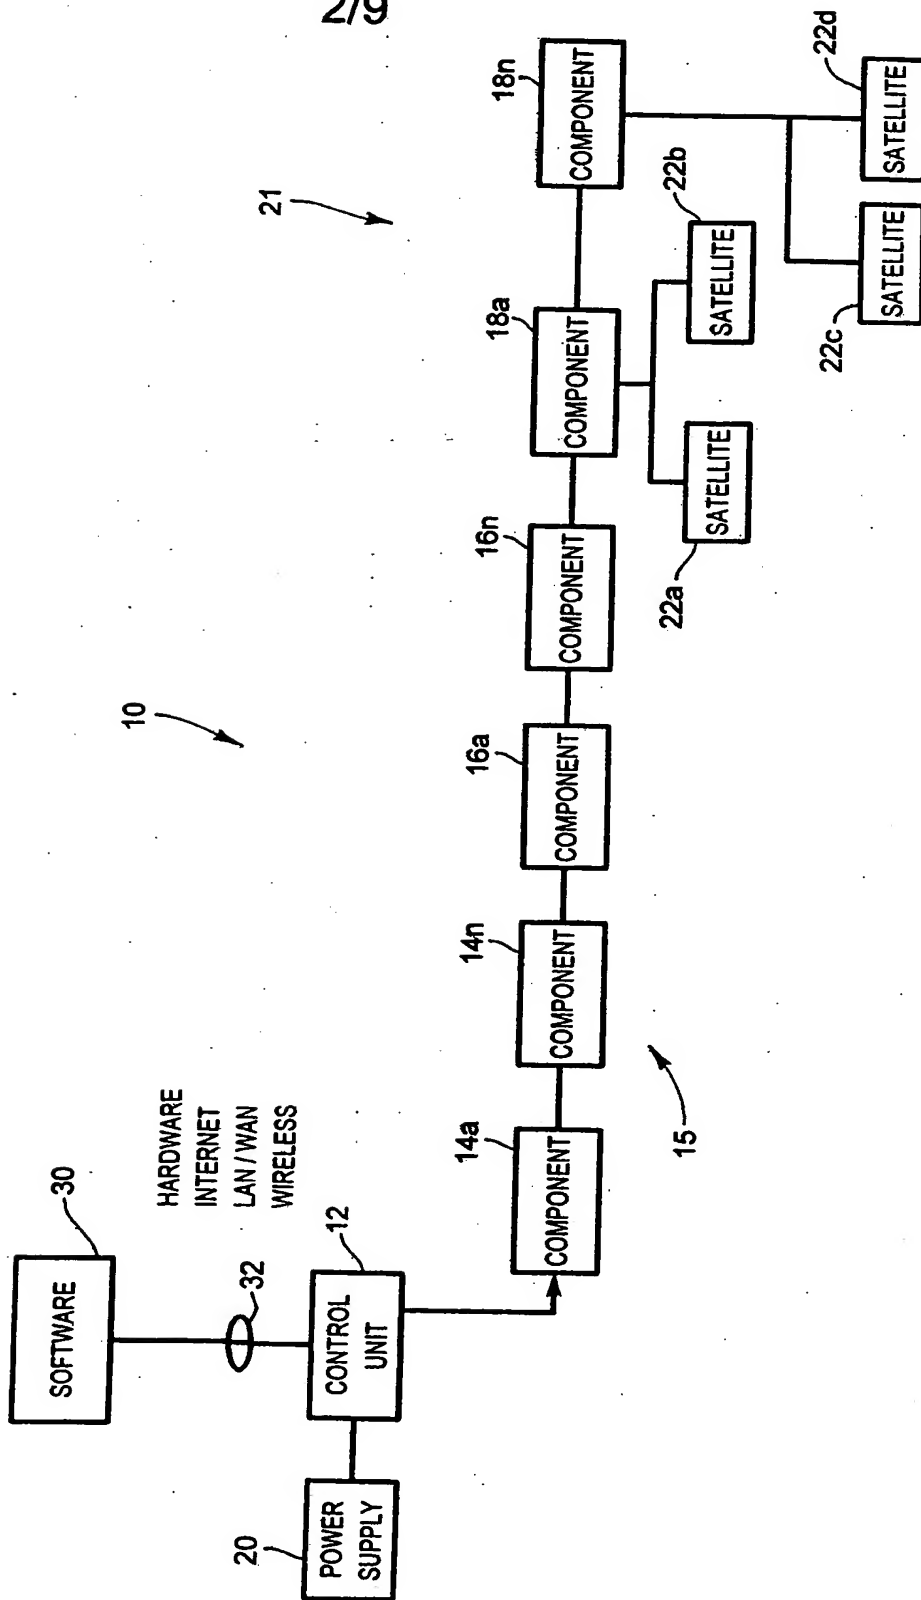 2/9
10
21
SOFTWARE
30
32
HARDWARE
INTERNET
LAN/WAN
WIRELESS
20
POWER
SUPPLY
CONTROL
UNIT
12
14a
COMPONENT
14n
COMPONENT
16a
COMPONENT
16n
COMPONENT
18a
COMPONENT
18n
COMPONENT
15
22a
SATELLITE
22b
SATELLITE
22c
SATELLITE
22d
SATELLITE